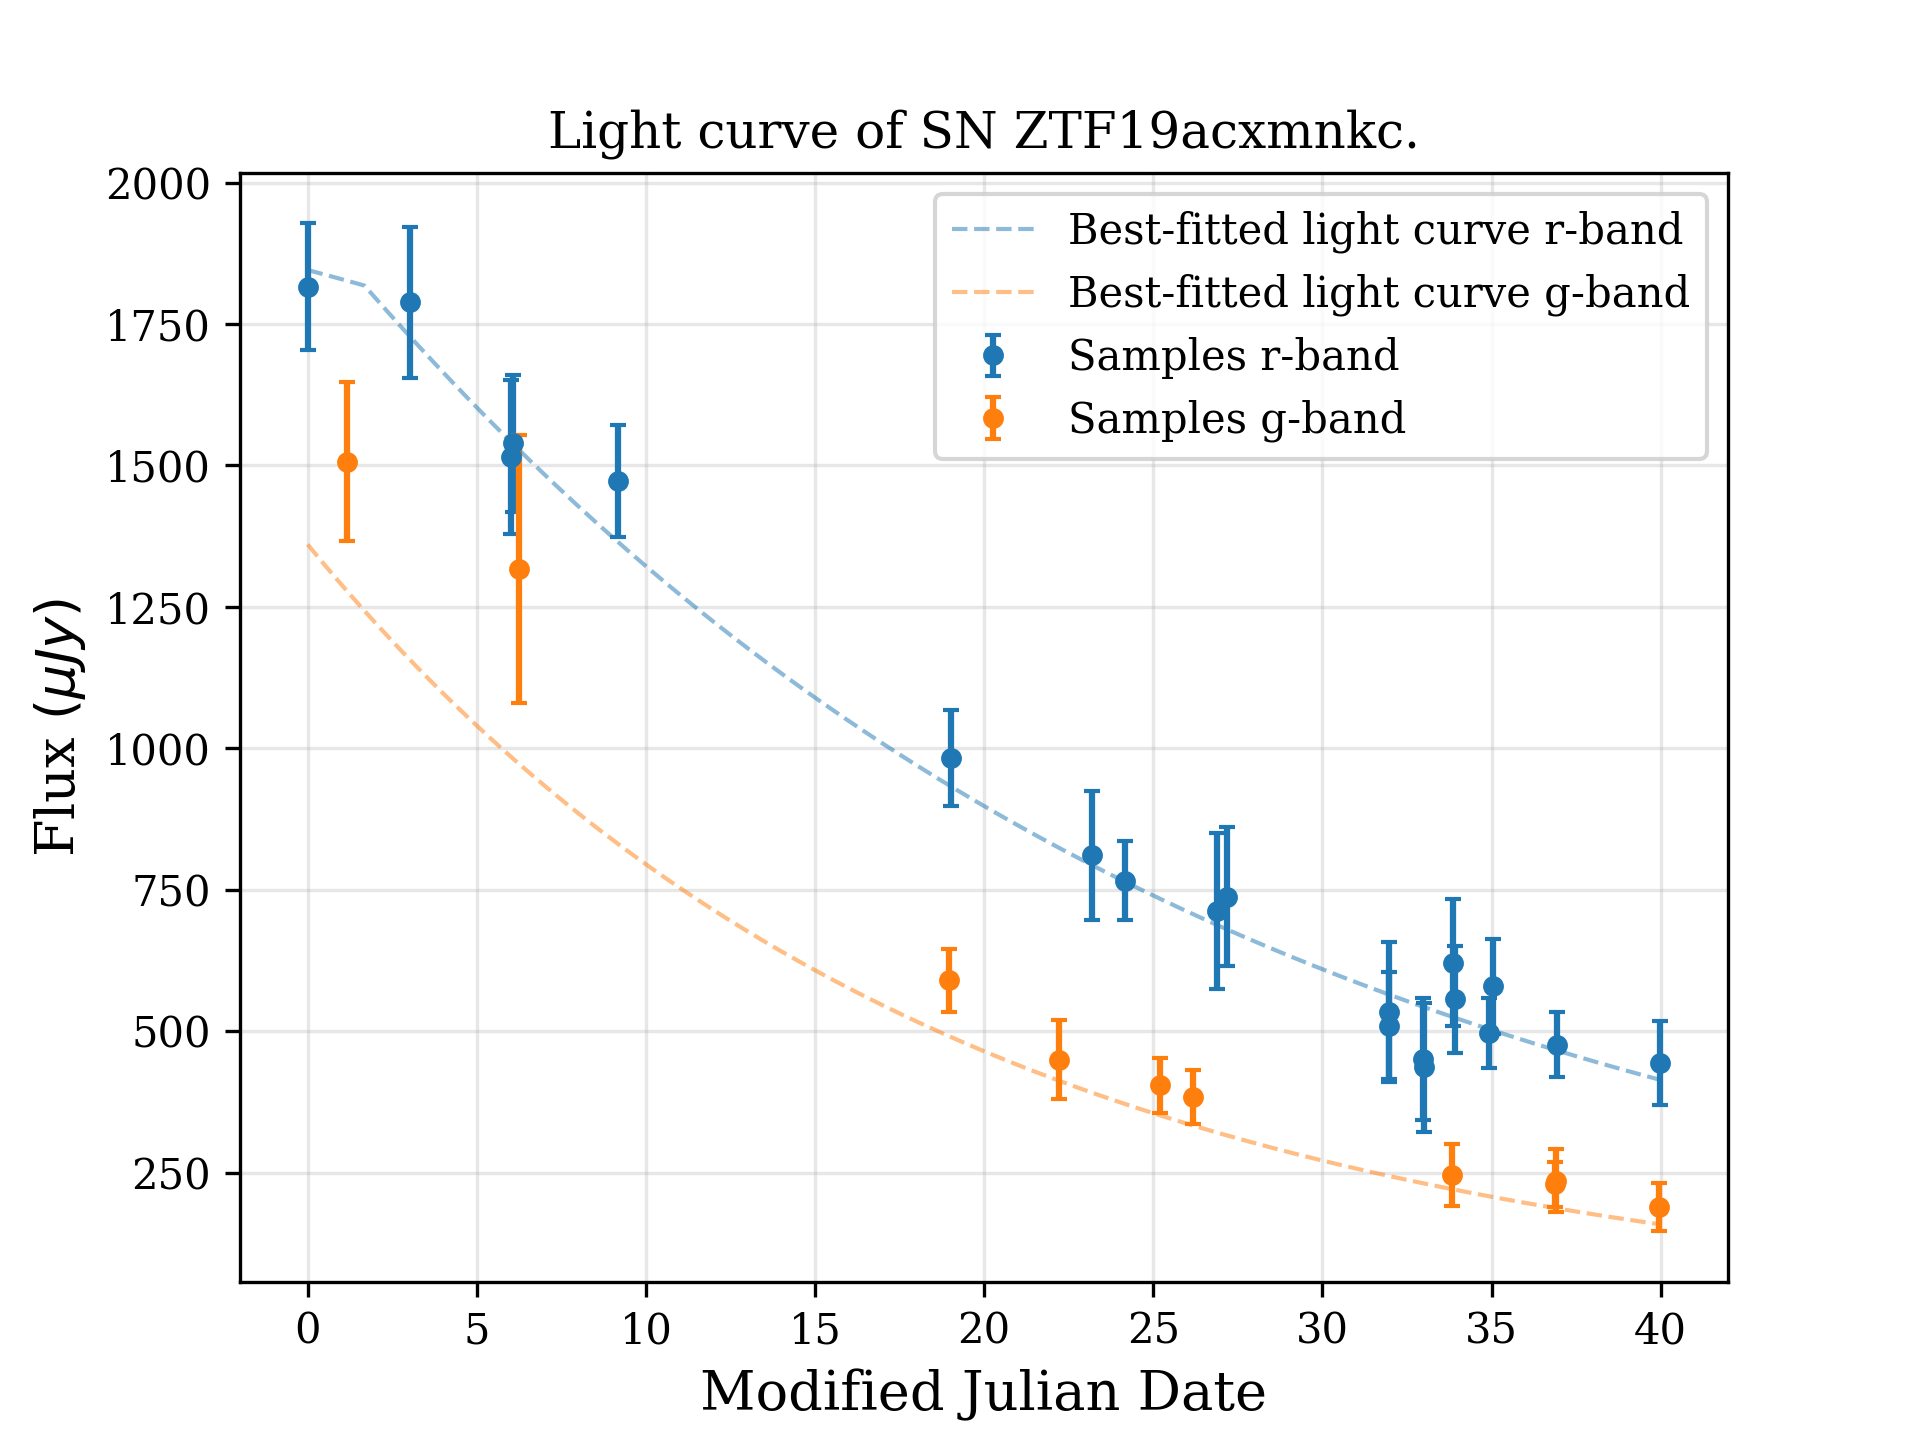 Light curve of SN ZTF19acxmnkc.
2000
1750
1500
1250
1000
750
500
250
Flux (μJy)
Best-fitted light curve r-band
Best-fitted light curve g-band
Samples r-band
Samples g-band
0 5 10 15 20 25 30 35 40
Modified Julian Date